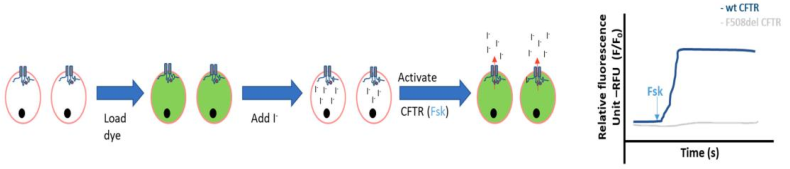 Load
dye
Add I⁻
I⁻ I⁻ I⁻ I⁻ I⁻ I⁻
Activate
CFTR (Fsk)
I⁻ I⁻ I⁻ I⁻ I⁻
I⁻ I⁻ I⁻ I⁻ I⁻
- wt CFTR
- F508del CFTR
Relative fluorescence
Unit –RFU (F/F₀)
Fsk
Time (s)